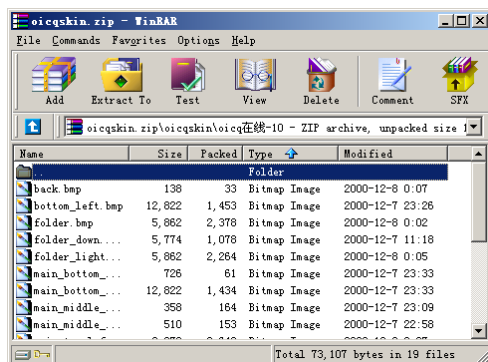 oicqskin.zip - WinRAR
File Commands Favorites Options Help
Add Extract To Test View Delete Comment SFX
oicqskin.zip\oicqskin\oicq在线-10 - ZIP archive, unpacked size
Name Size Packed Type Modified
.. Folder
back.bmp 138 33 Bitmap Image 2000-12-8 0:07
bottom_left.bmp 12,822 1,453 Bitmap Image 2000-12-7 23:26
folder.bmp 5,862 2,378 Bitmap Image 2000-12-8 0:02
folder_down.... 5,774 1,078 Bitmap Image 2000-12-7 11:18
folder_light... 5,862 2,264 Bitmap Image 2000-12-8 0:05
main_bottom_... 726 61 Bitmap Image 2000-12-7 23:33
main_bottom_... 12,822 1,434 Bitmap Image 2000-12-7 23:33
main_middle_... 358 164 Bitmap Image 2000-12-7 23:09
main_middle_... 510 153 Bitmap Image 2000-12-7 22:58
Total 73,107 bytes in 19 files